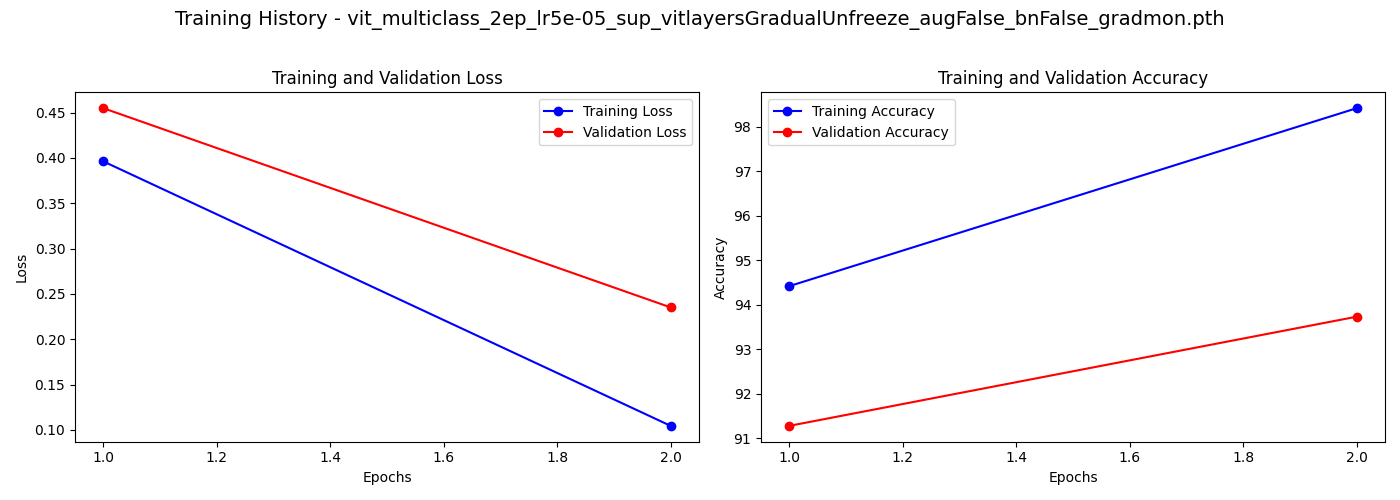 Training History - vit_multiclass_2ep_lr5e-05_sup_vitlayersGradualUnfreeze_augFalse_bnFalse_gradmon.pth
Training and Validation Loss
Training Loss
Validation Loss
0.45
0.40
0.35
0.30
0.25
0.20
0.15
0.10
Loss
1.0 1.2 1.4 1.6 1.8 2.0
Epochs
Training and Validation Accuracy
Training Accuracy
Validation Accuracy
98
97
96
95
94
93
92
91
Accuracy
1.0 1.2 1.4 1.6 1.8 2.0
Epochs